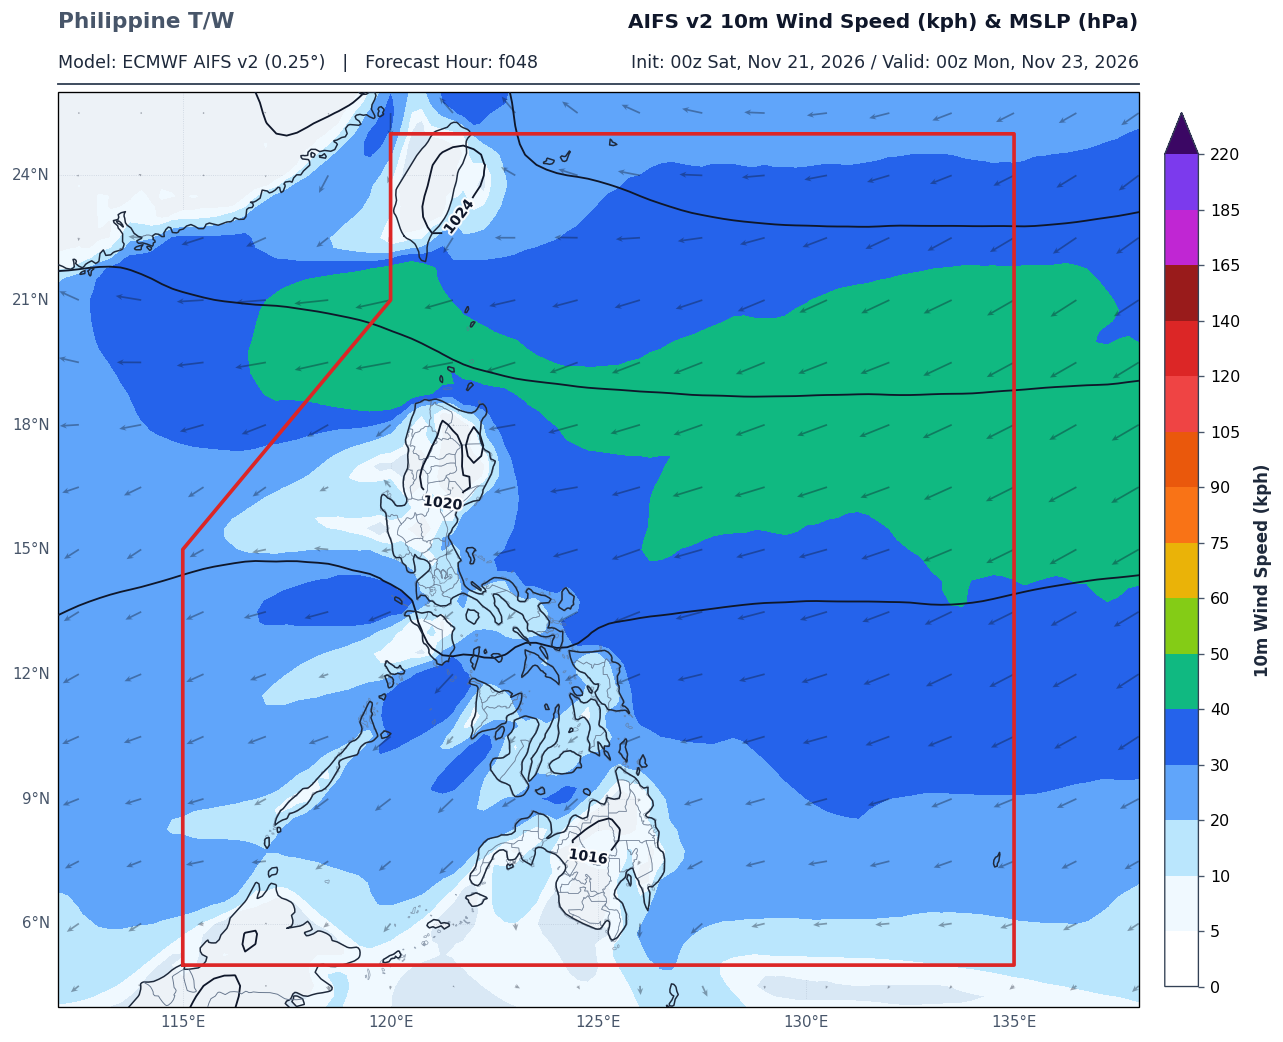 Philippine T/W
AIFS v2 10m Wind Speed (kph) & MSLP (hPa)
Model: ECMWF AIFS v2 (0.25°) | Forecast Hour: f048
Init: 00z Sat, Nov 21, 2026 / Valid: 00z Mon, Nov 23, 2026
24°N
21°N
18°N
15°N
12°N
9°N
6°N
1024
1020
1016
115°E
120°E
125°E
130°E
135°E
220
185
165
140
120
105
90
75
60
50
40
30
20
10
5
0
10m Wind Speed (kph)